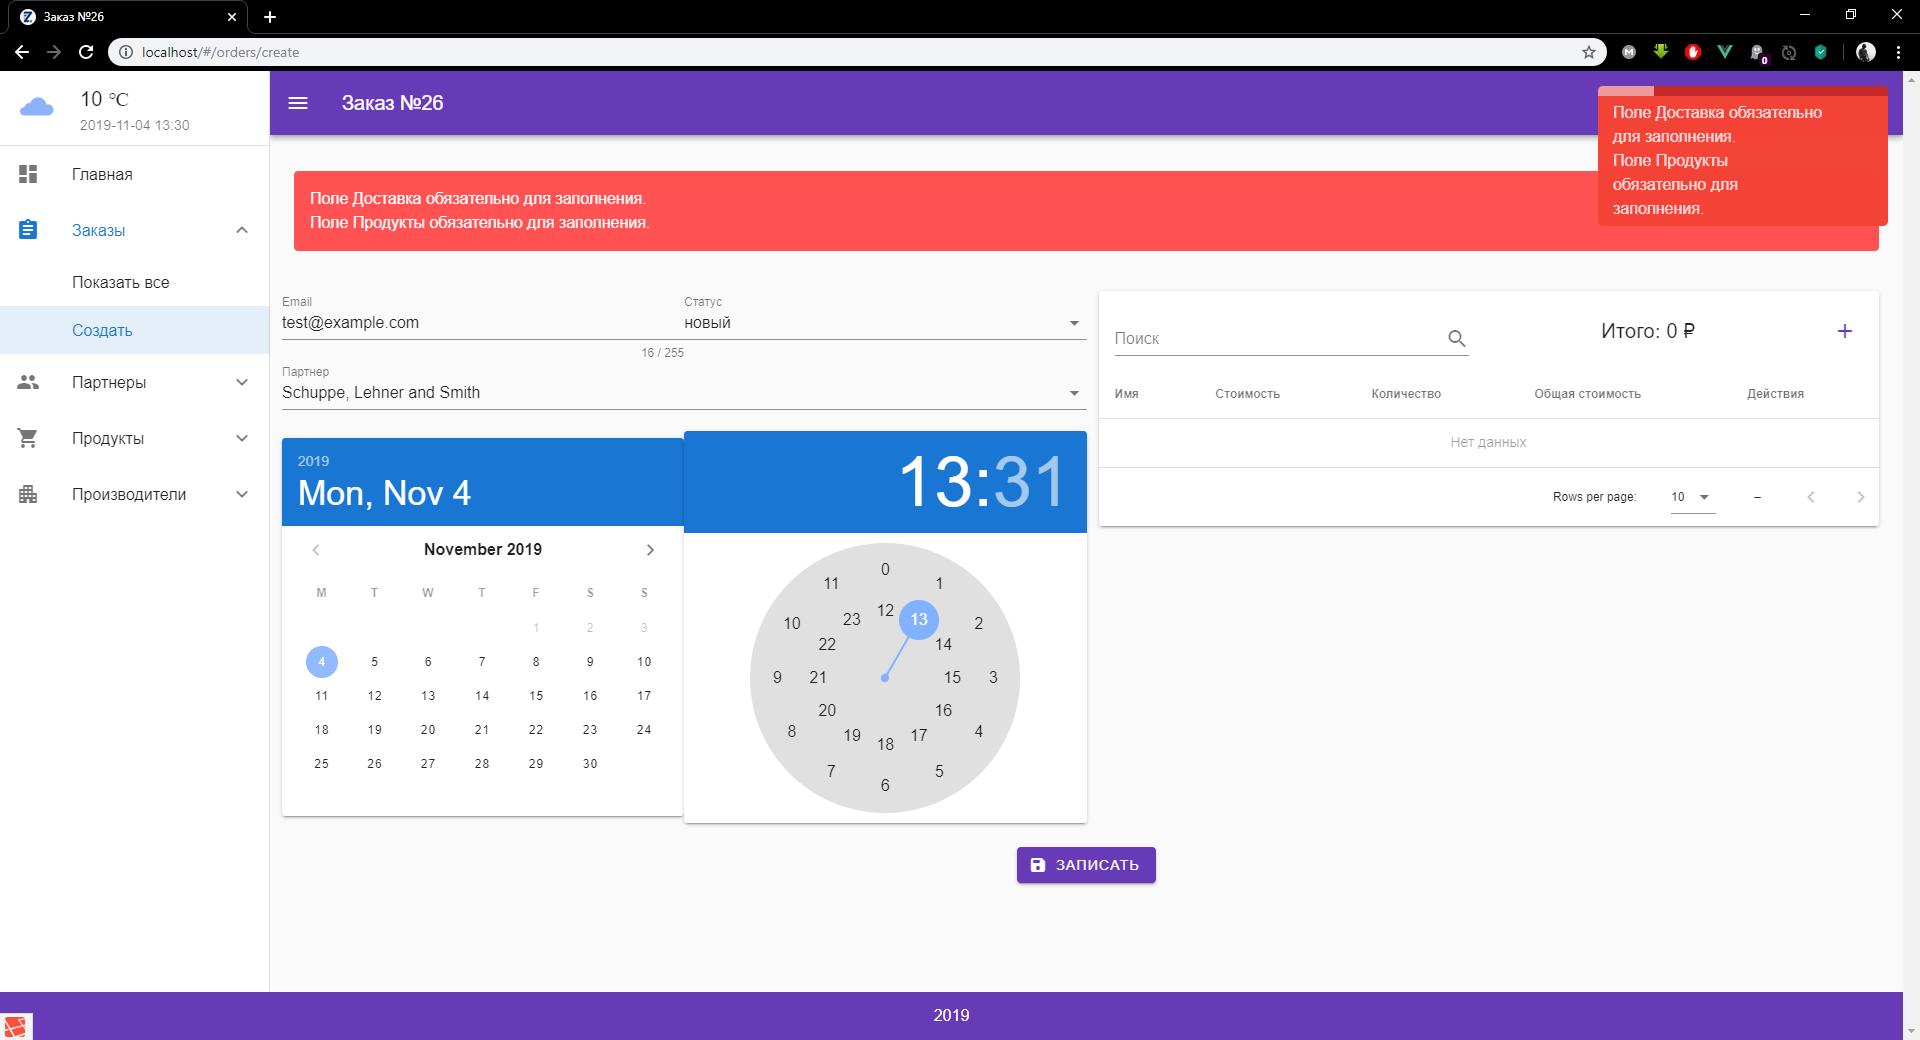 Заказ №26
localhost/#/orders/create
0
10 °C
2019-11-04 13:30
Главная
Заказы
Показать все
Создать
Партнеры
Продукты
Производители
Заказ №26
Поле Доставка обязательно
для заполнения.
Поле Продукты
обязательно для
заполнения.
Поле Доставка обязательно для заполнения.
Поле Продукты обязательно для заполнения.
Email
test@example.com
16 / 255
Статус
новый
Партнер
Schuppe, Lehner and Smith
2019
Mon, Nov 4
November 2019
M T W T F S S
1 2 3
4 5 6 7 8 9 10
11 12 13 14 15 16 17
18 19 20 21 22 23 24
25 26 27 28 29 30
13:31
0
11 1
12
10 23 13 2
22 14
9 21 15 3
20 16
8 19 17 4
18
7 5
6
Поиск
Итого: 0 ₽
+
Имя Стоимость Количество Общая стоимость Действия
Нет данных
Rows per page: 10 –
ЗАПИСАТЬ
2019